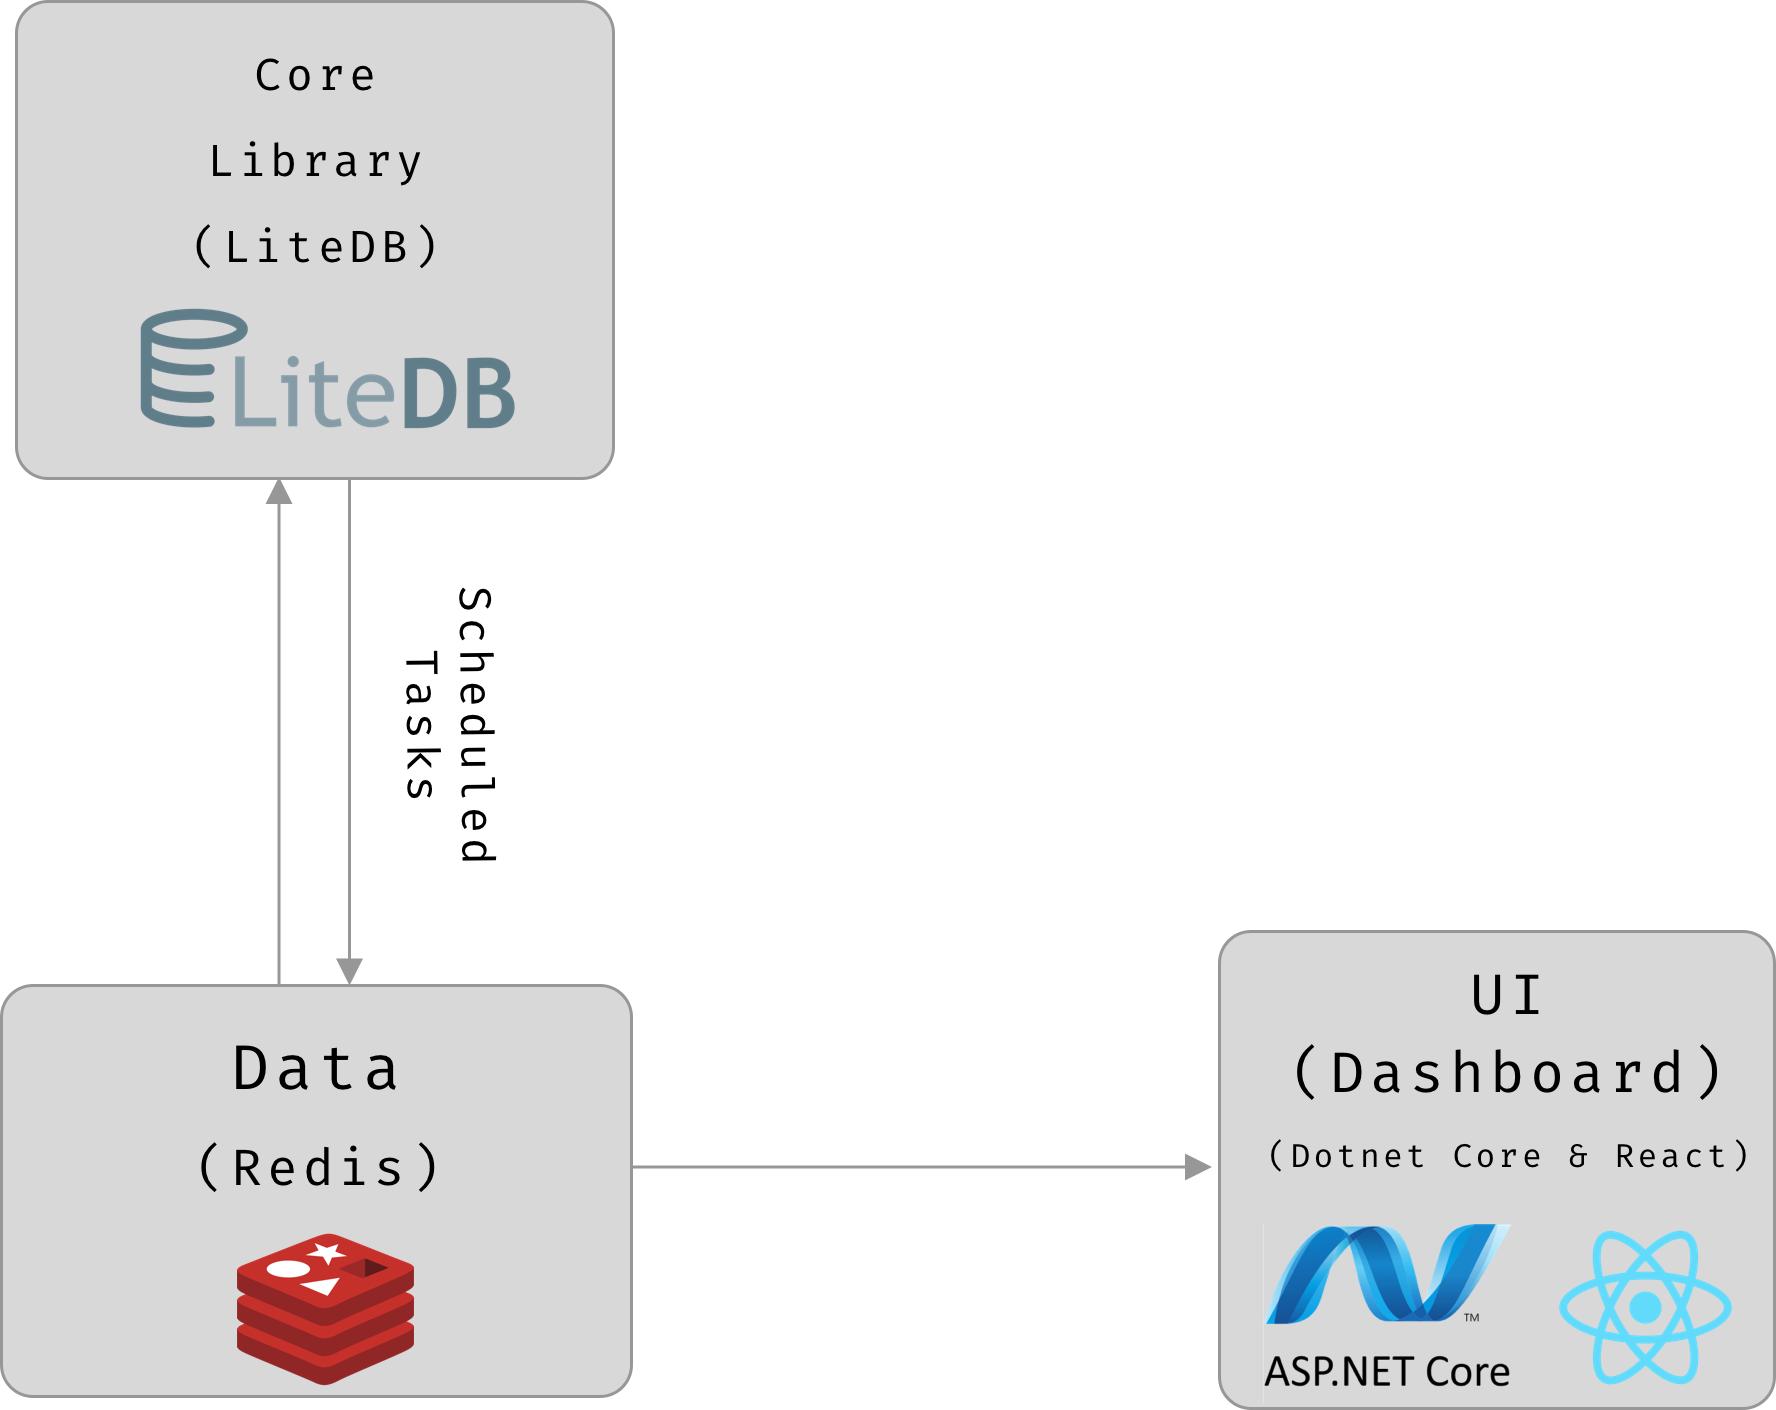 Core
Library
(LiteDB)
LiteDB
Scheduled
Tasks
Data
(Redis)
UI
(Dashboard)
(Dotnet Core & React)
TM
ASP.NET Core